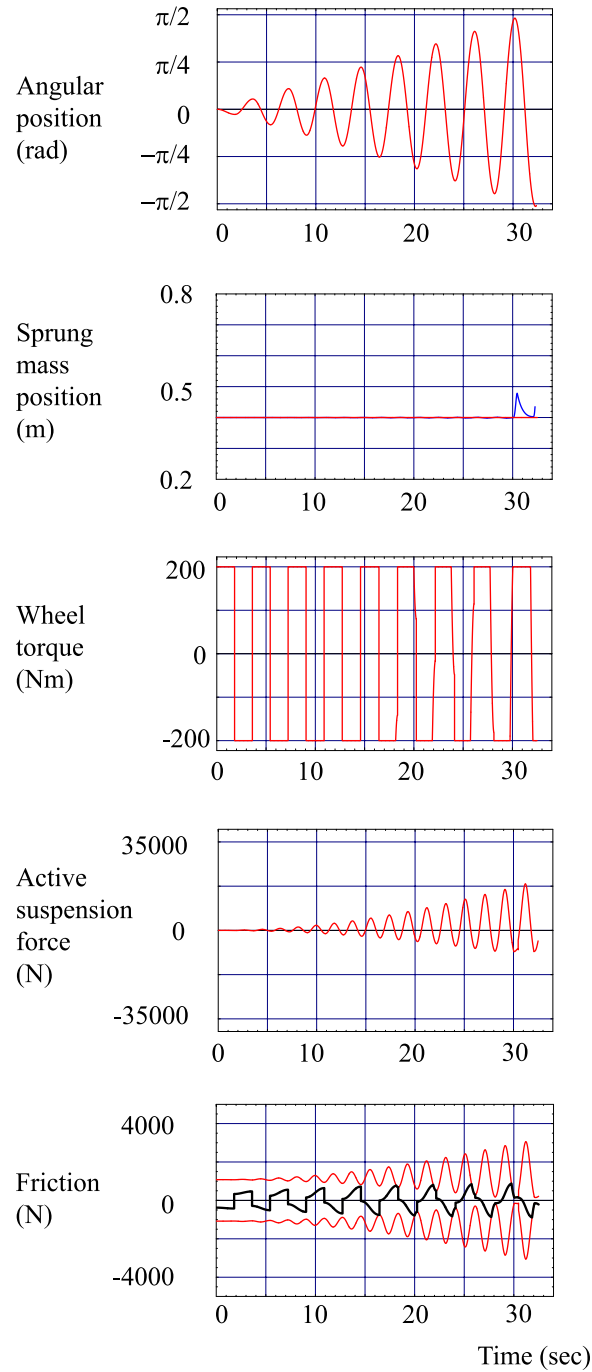 π/2
π/4
Angular
position
(rad)
0
−π/4
−π/2
0 10 20 30
0.8
Sprung
mass
position
(m)
0.5
0.2
0 10 20 30
200
Wheel
torque
(Nm)
0
-200
0 10 20 30
35000
Active
suspension
force
(N)
0
-35000
0 10 20 30
4000
Friction
(N)
0
-4000
0 10 20 30
Time (sec)